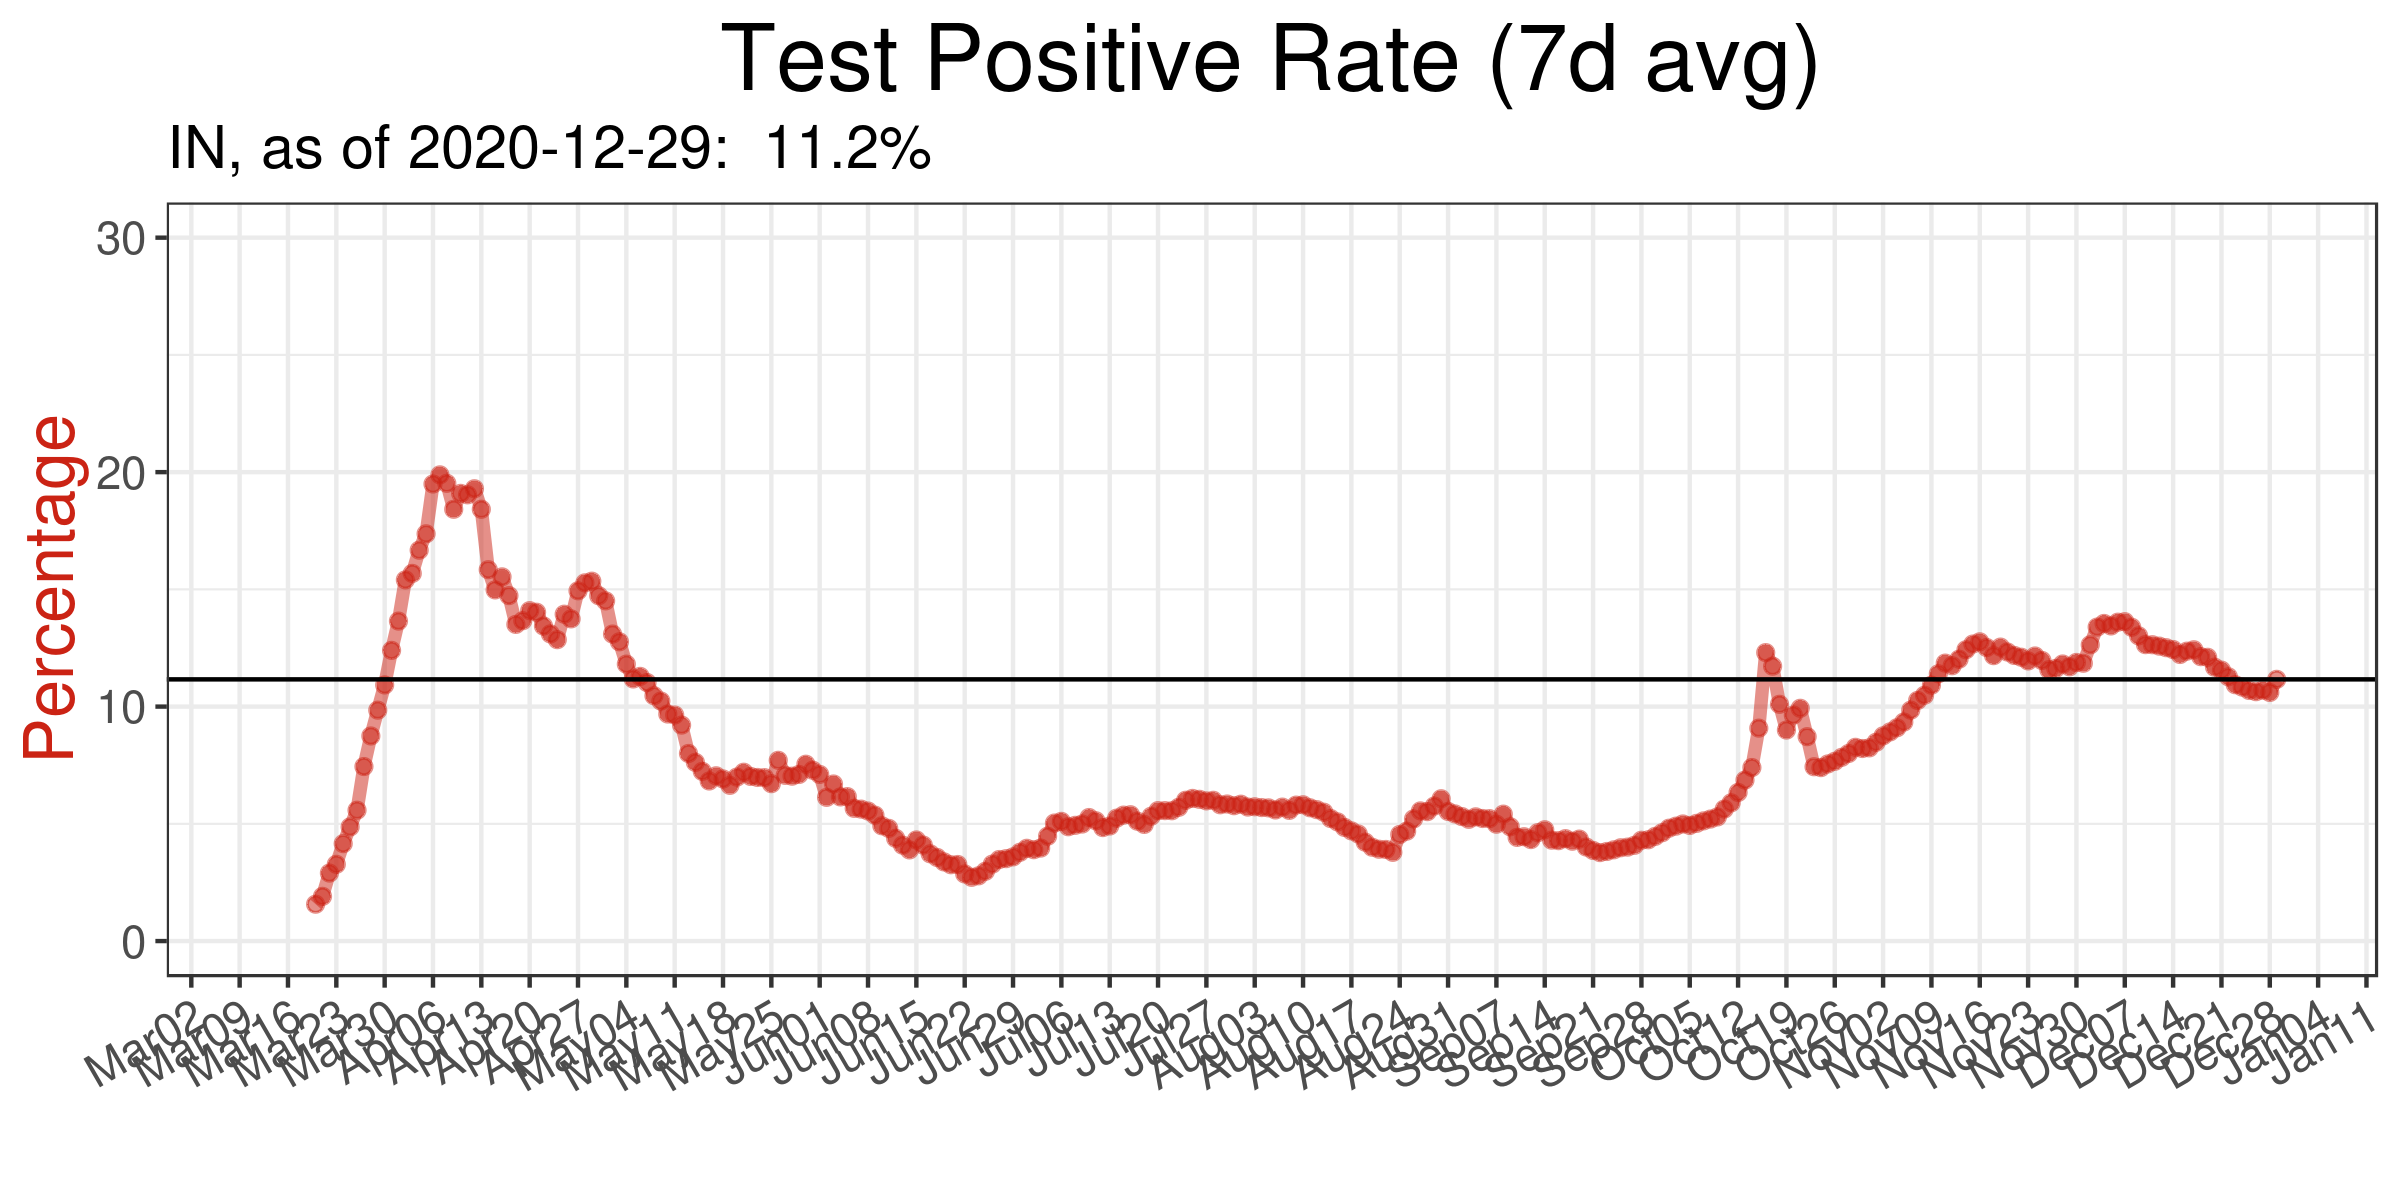 Test Positive Rate (7d avg)
IN, as of 2020-12-29:  11.2%
Percentage
30
20
10
0
Mar02
Mar09
Mar16
Mar23
Mar30
Apr06
Apr13
Apr20
Apr27
May04
May11
May18
May25
Jun01
Jun08
Jun15
Jun22
Jun29
Jul06
Jul13
Jul20
Jul27
Aug03
Aug10
Aug17
Aug24
Aug31
Sep07
Sep14
Sep21
Sep28
Oct05
Oct12
Oct19
Oct26
Nov02
Nov09
Nov16
Nov23
Nov30
Dec07
Dec14
Dec21
Dec28
Jan04
Jan11